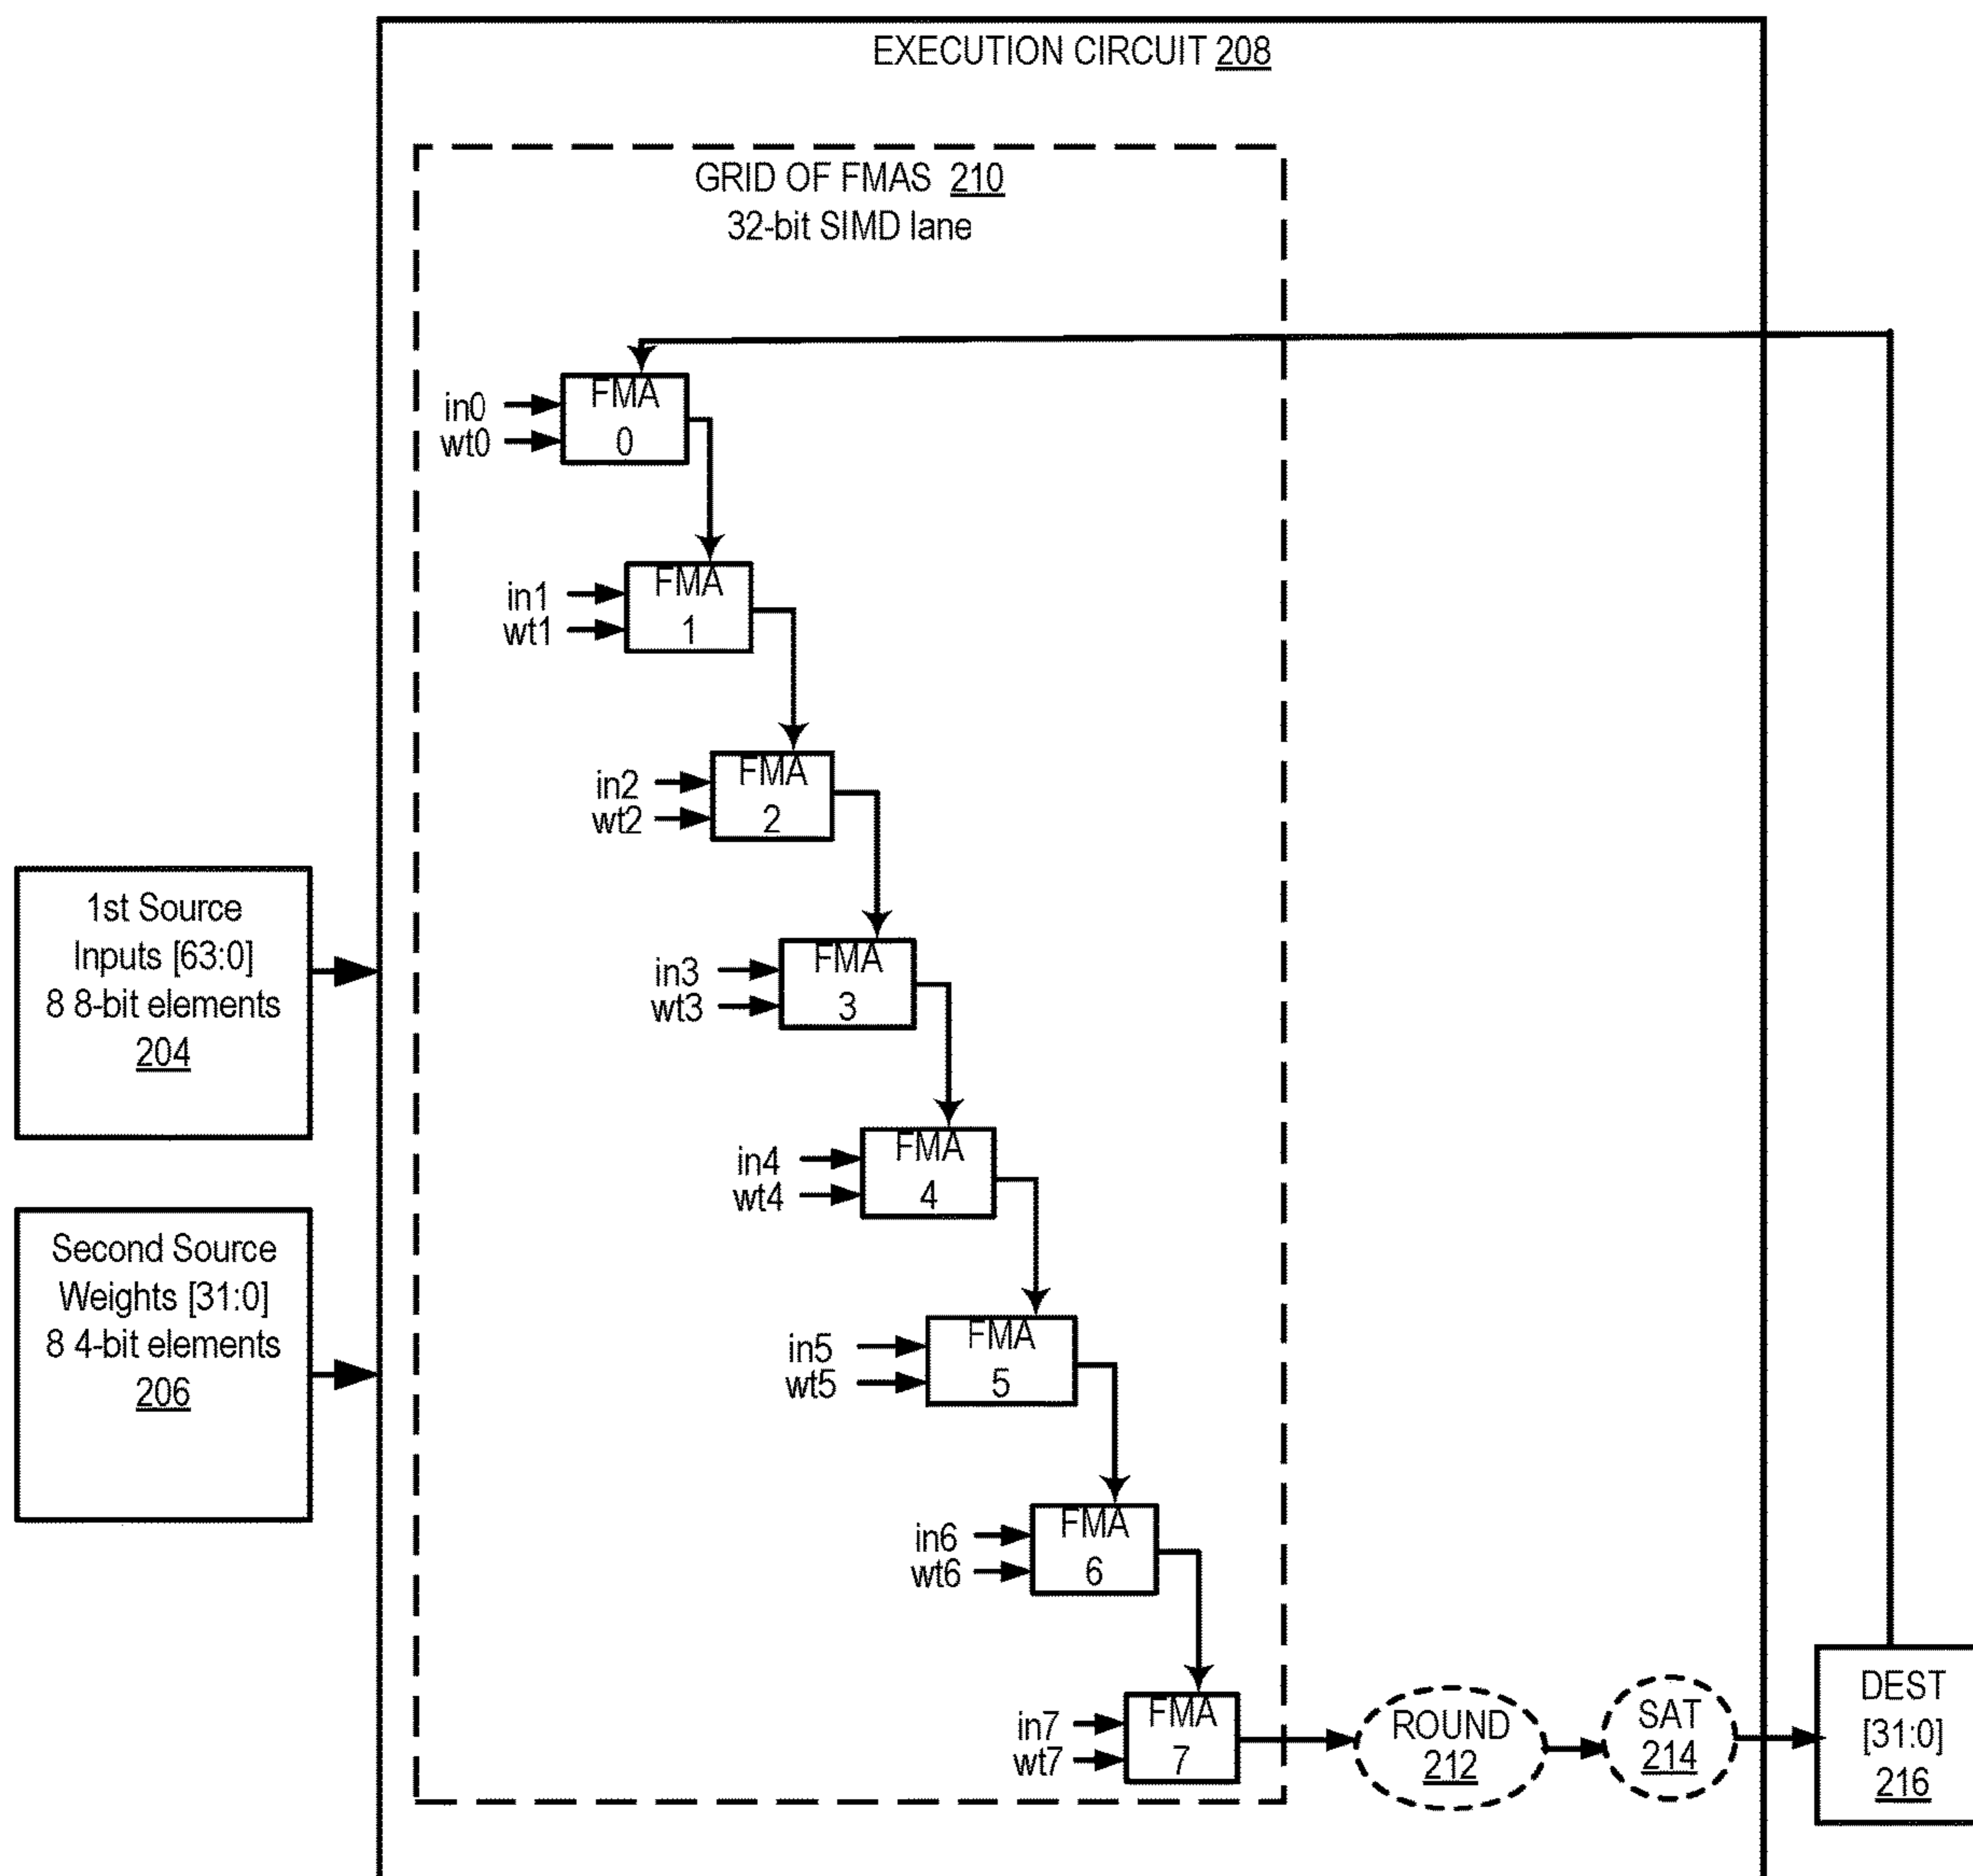 EXECUTION CIRCUIT 208
GRID OF FMAS 210
32-bit SIMD lane
in0
wt0
FMA
0
in1
wt1
FMA
1
in2
wt2
FMA
2
in3
wt3
FMA
3
in4
wt4
FMA
4
in5
wt5
FMA
5
in6
wt6
FMA
6
in7
wt7
FMA
7
1st Source
Inputs [63:0]
8 8-bit elements
204
Second Source
Weights [31:0]
8 4-bit elements
206
ROUND
212
SAT
214
DEST
[31:0]
216